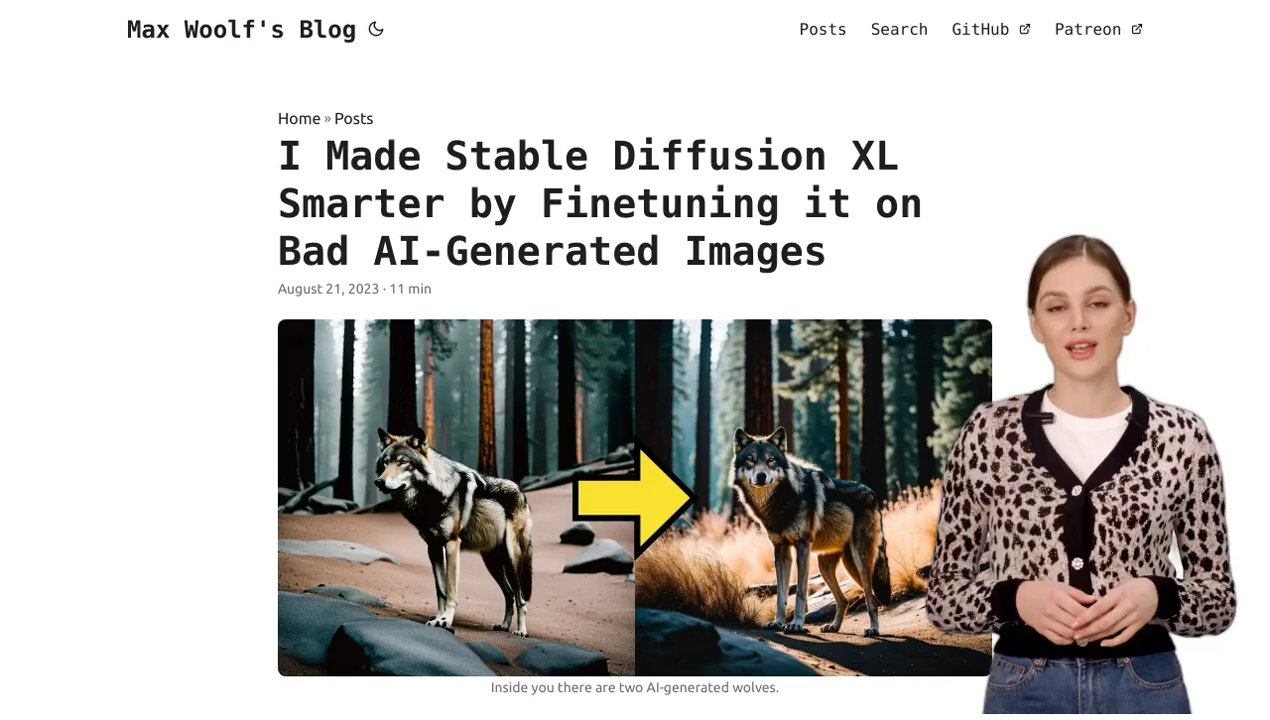 Max Woolf's Blog
Posts Search GitHub Patreon
Home » Posts
I Made Stable Diffusion XL
Smarter by Finetuning it on
Bad AI-Generated Images
August 21, 2023 · 11 min
Inside you there are two AI-generated wolves.